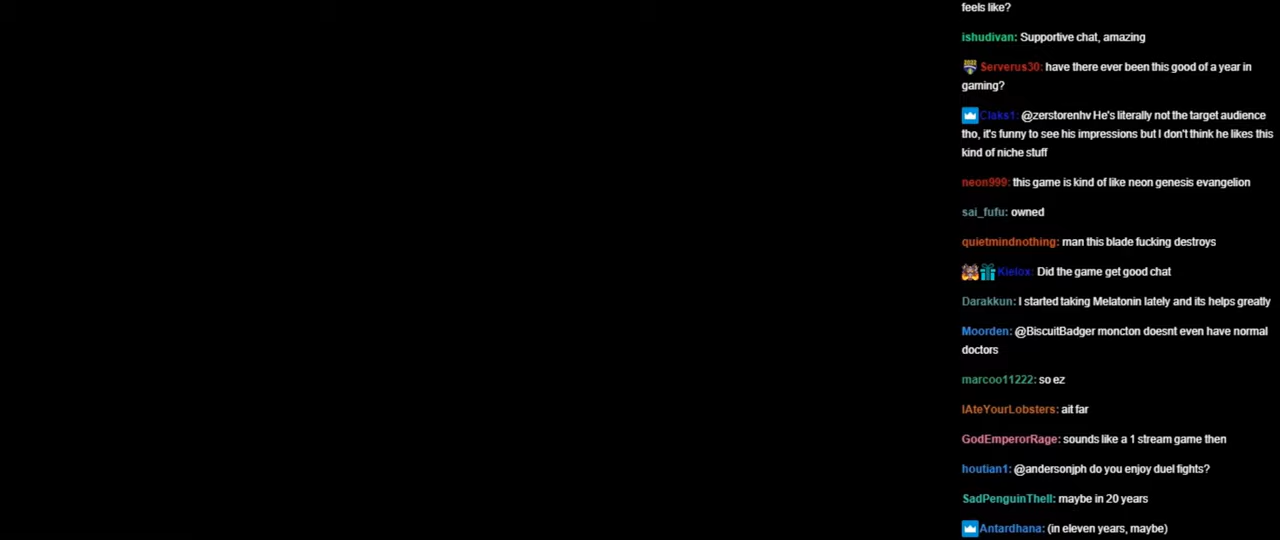 feels like?
ishudivan: Supportive chat, amazing
Serverus30: have there ever been this good of a year in
gaming?
Claks1: @zerstorenhv He's literally not the target audience
tho, it's funny to see his impressions but I don't think he likes this
kind of niche stuff
neon999: this game is kind of like neon genesis evangelion
sai_fufu: owned
quietmindnothing: man this blade fucking destroys
Kielox: Did the game get good chat
Darakkun: I started taking Melatonin lately and its helps greatly
Moorden: @BiscuitBadger moncton doesnt even have normal
doctors
marcoo11222: so ez
IAteYourLobsters: ait far
GodEmperorRage: sounds like a 1 stream game then
houtian1: @andersonjph do you enjoy duel fights?
SadPenguinThell: maybe in 20 years
Antardhana: (in eleven years, maybe)